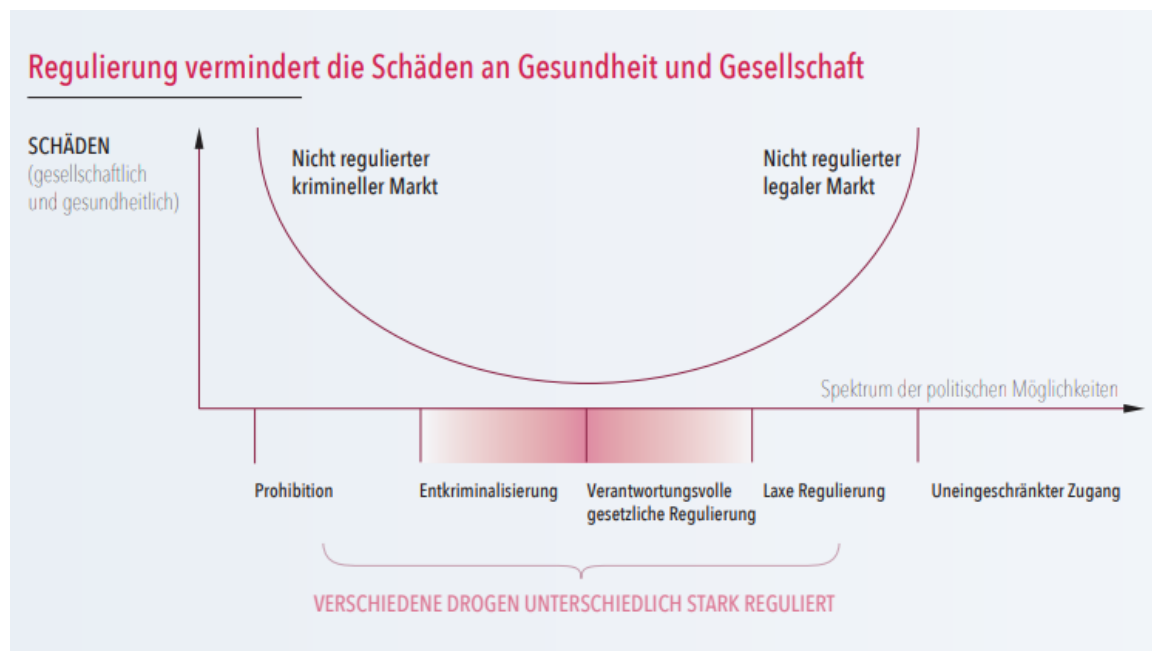 Regulierung vermindert die Schäden an Gesundheit und Gesellschaft
SCHÄDEN
(gesellschaftlich
und gesundheitlich)
Nicht regulierter
krimineller Markt
Nicht regulierter
legaler Markt
Spektrum der politischen Möglichkeiten
Prohibition
Entkriminalisierung
Verantwortungsvolle
gesetzliche Regulierung
Laxe Regulierung
Uneingeschränkter Zugang
VERSCHIEDENE DROGEN UNTERSCHIEDLICH STARK REGULIERT